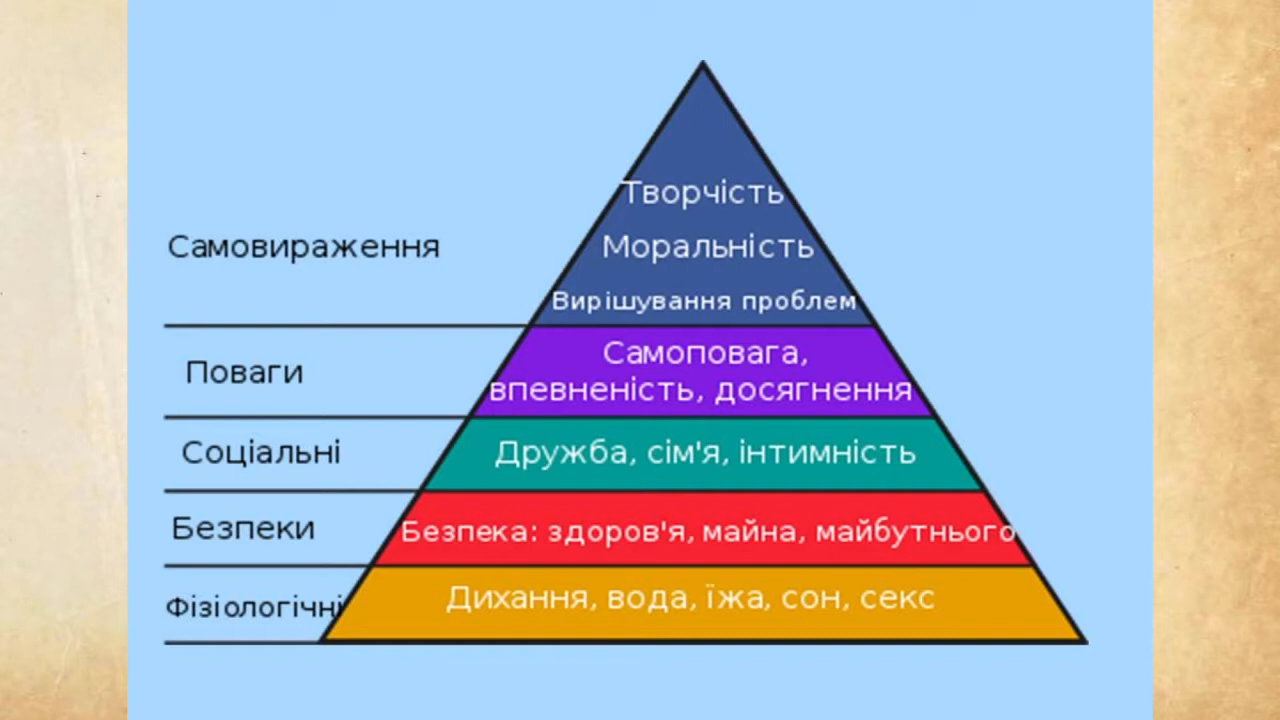 Творчість
Самовираження
Моральність
Вирішування проблем
Поваги
Самоповага,
впевненість, досягнення
Соціальні
Дружба, сім'я, інтимність
Безпеки
Безпека: здоров'я, майна, майбутнього
Фізіологічні
Дихання, вода, їжа, сон, секс